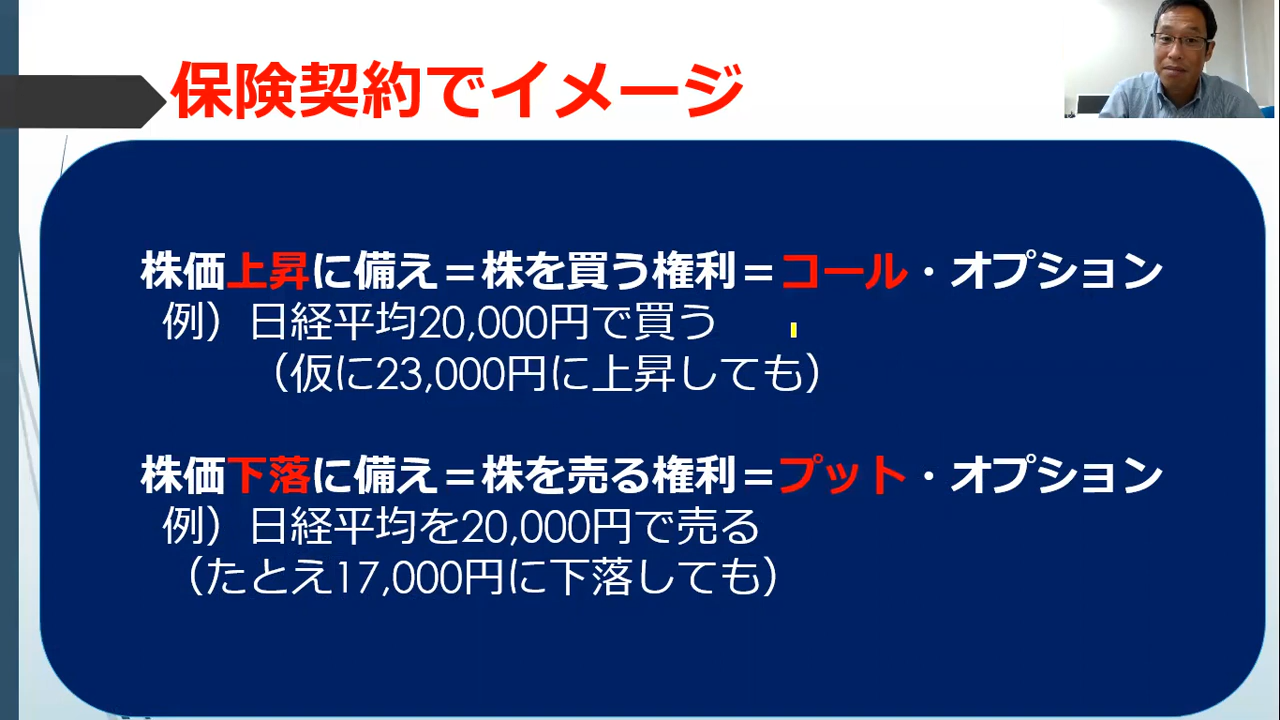 保険契約でイメージ
株価上昇に備え＝株を買う権利＝コール・オプション
例）日経平均20,000円で買う
（仮に23,000円に上昇しても）
株価下落に備え＝株を売る権利＝プット・オプション
例）日経平均を20,000円で売る
（たとえ17,000円に下落しても）